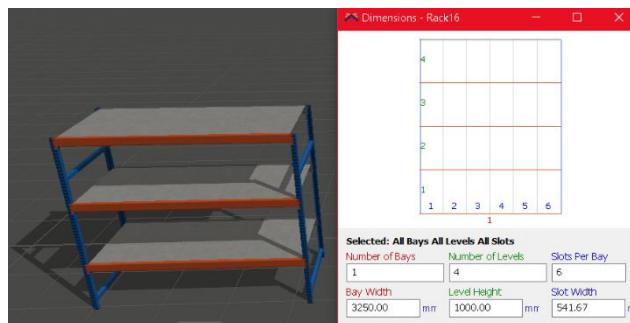 Dimensions - Rack16
4
3
2
1
1 2 3 4 5 6
1
Selected: All Bays All Levels All Slots
Number of Bays Number of Levels Slots Per Bay
1 4 6
Bay Width Level Height Slot Width
3250.00 mm 1000.00 mm 541.67 m